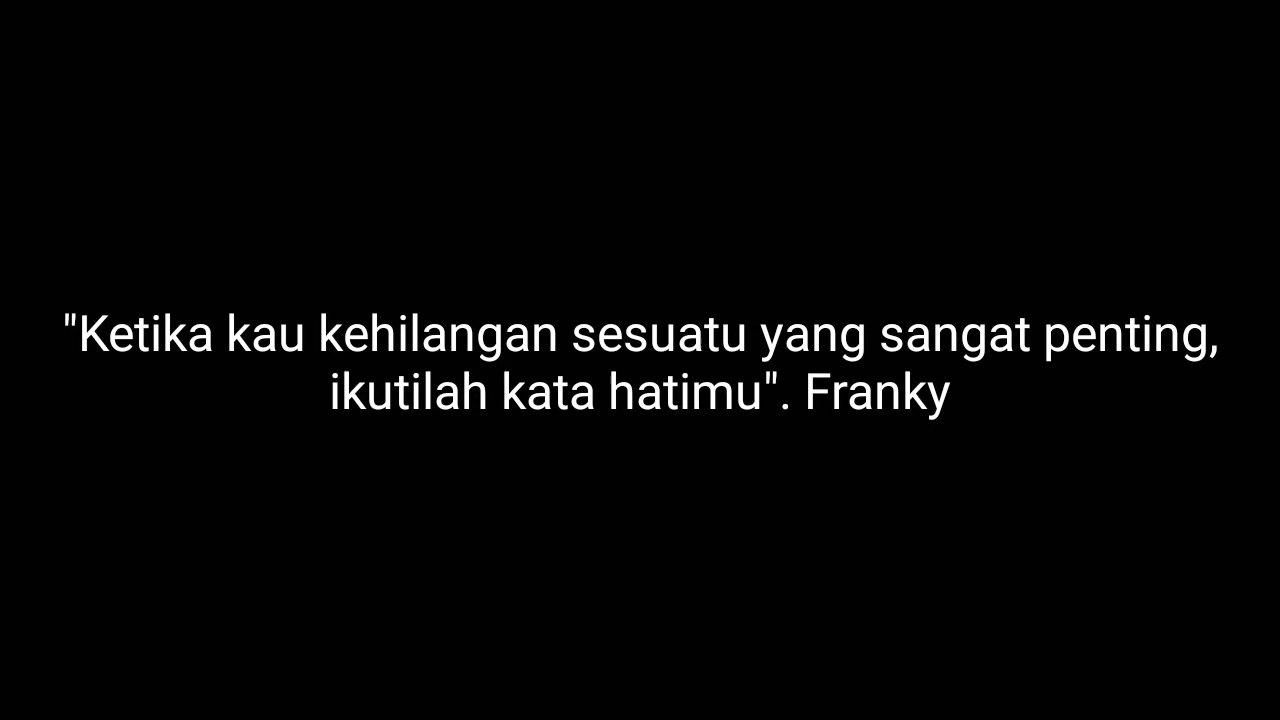 "Ketika kau kehilangan sesuatu yang sangat penting,
ikutilah kata hatimu". Franky